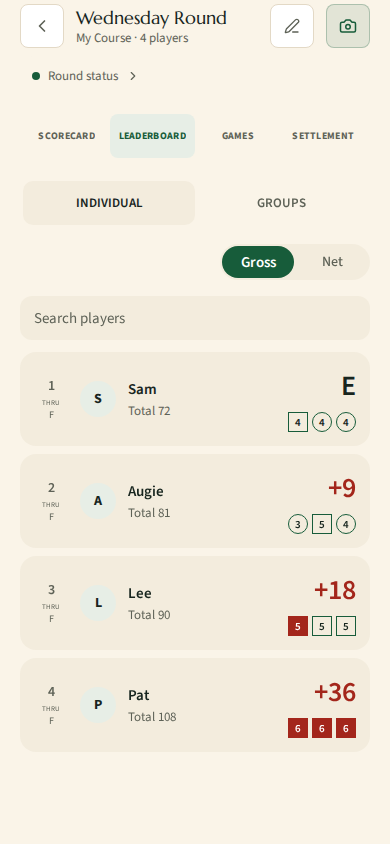 Wednesday Round
My Course · 4 players
Round status
SCORECARD LEADERBOARD GAMES SETTLEMENT
INDIVIDUAL GROUPS
Gross Net
Search players
1
THRU
F
S
Sam
Total 72
E
4 4 4
2
THRU
F
A
Augie
Total 81
+9
3 5 4
3
THRU
F
L
Lee
Total 90
+18
5 5 5
4
THRU
F
P
Pat
Total 108
+36
6 6 6